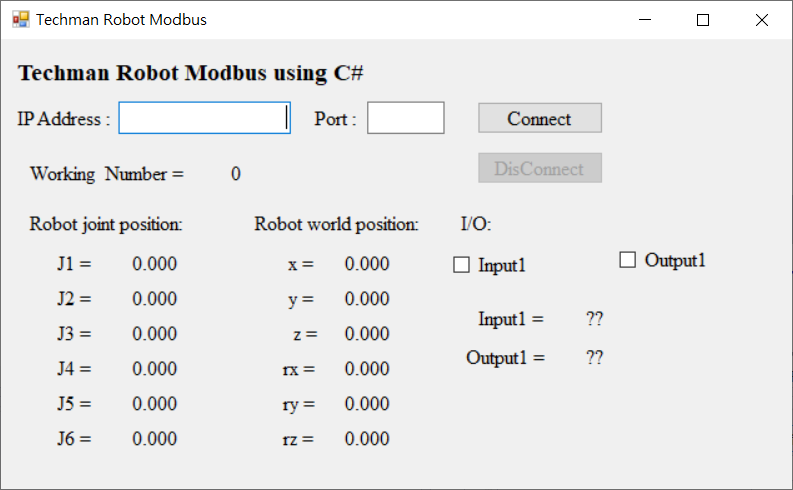 Techman Robot Modbus
Techman Robot Modbus using C#
IP Address : Port : Connect
Working Number = 0 DisConnect
Robot joint position: Robot world position: I/O:
J1 = 0.000 x = 0.000 Input1 Output1
J2 = 0.000 y = 0.000 Input1 = ??
J3 = 0.000 z = 0.000 Output1 = ??
J4 = 0.000 rx = 0.000
J5 = 0.000 ry = 0.000
J6 = 0.000 rz = 0.000